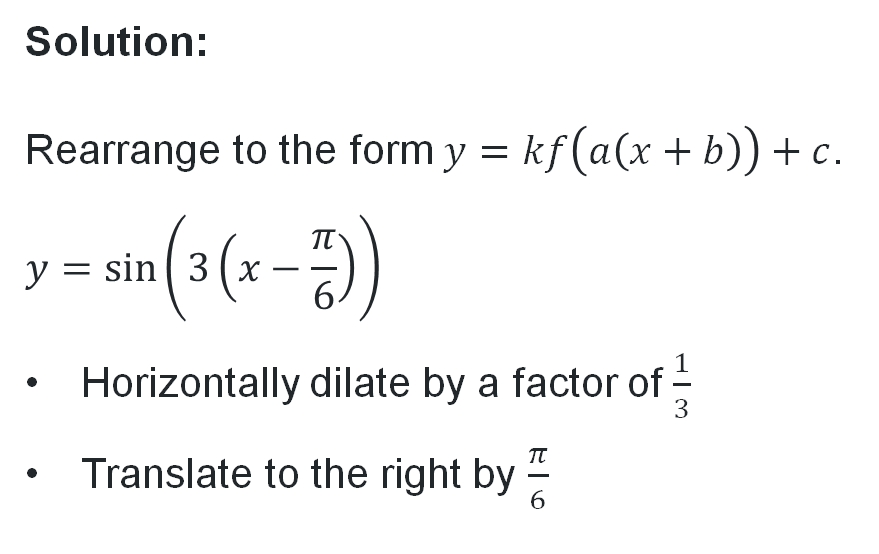 Solution:
Rearrange to the form y = kf(a(x + b)) + c.
y = sin(3(x − π/6))
• Horizontally dilate by a factor of 1/3
• Translate to the right by π/6